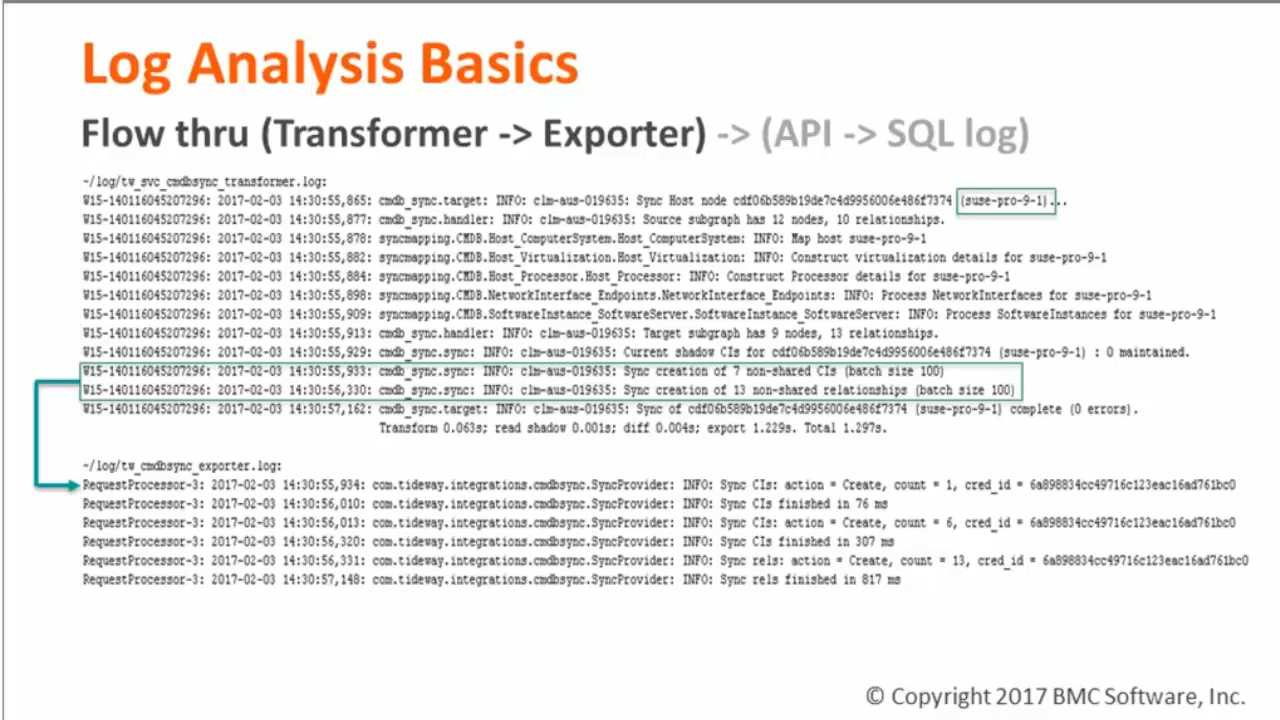 Log Analysis Basics
Flow thru (Transformer -> Exporter) -> (API -> SQL log)
~/log/tw_svc_cmdbsync_transformer.log:
W15-140116045207296: 2017-02-03 14:30:55,865: cmdb_sync.target: INFO: clm-aus-019635: Sync Host node cdf06b589b19de7c4d9956006e486f7374 (suse-pro-9-1)...
W15-140116045207296: 2017-02-03 14:30:55,877: cmdb_sync.handler: INFO: clm-aus-019635: Source subgraph has 12 nodes, 10 relationships.
W15-140116045207296: 2017-02-03 14:30:55,878: syncmapping.CMDB.Host_ComputerSystem.Host_ComputerSystem: INFO: Map host suse-pro-9-1
W15-140116045207296: 2017-02-03 14:30:55,882: syncmapping.CMDB.Host_Virtualization.Host_Virtualization: INFO: Construct virtualization details for suse-pro-9-1
W15-140116045207296: 2017-02-03 14:30:55,884: syncmapping.CMDB.Host_Processor.Host_Processor: INFO: Construct Processor details for suse-pro-9-1
W15-140116045207296: 2017-02-03 14:30:55,898: syncmapping.CMDB.NetworkInterface_Endpoints.NetworkInterface_Endpoints: INFO: Process NetworkInterfaces for suse-pro-9-1
W15-140116045207296: 2017-02-03 14:30:55,909: syncmapping.CMDB.SoftwareInstance_SoftwareServer.SoftwareInstance_SoftwareServer: INFO: Process SoftwareInstances for suse-pro-9-1
W15-140116045207296: 2017-02-03 14:30:55,913: cmdb_sync.handler: INFO: clm-aus-019635: Target subgraph has 9 nodes, 13 relationships.
W15-140116045207296: 2017-02-03 14:30:55,929: cmdb_sync.sync: INFO: clm-aus-019635: Current shadow CIs for cdf06b589b19de7c4d9956006e486f7374 (suse-pro-9-1) : 0 maintained.
W15-140116045207296: 2017-02-03 14:30:55,933: cmdb_sync.sync: INFO: clm-aus-019635: Sync creation of 7 non-shared CIs (batch size 100)
W15-140116045207296: 2017-02-03 14:30:56,330: cmdb_sync.sync: INFO: clm-aus-019635: Sync creation of 13 non-shared relationships (batch size 100)
W15-140116045207296: 2017-02-03 14:30:57,162: cmdb_sync.target: INFO: clm-aus-019635: Sync of cdf06b589b19de7c4d9956006e486f7374 (suse-pro-9-1) complete (0 errors).
Transform 0.063s; read shadow 0.001s; diff 0.004s; export 1.229s. Total 1.297s.
~/log/tw_cmdbsync_exporter.log:
RequestProcessor-3: 2017-02-03 14:30:55,934: com.tideway.integrations.cmdbsync.SyncProvider: INFO: Sync CIs: action = Create, count = 1, cred_id = 6a898834cc49716c123eac16ad761bc0
RequestProcessor-3: 2017-02-03 14:30:56,010: com.tideway.integrations.cmdbsync.SyncProvider: INFO: Sync CIs finished in 76 ms
RequestProcessor-3: 2017-02-03 14:30:56,013: com.tideway.integrations.cmdbsync.SyncProvider: INFO: Sync CIs: action = Create, count = 6, cred_id = 6a898834cc49716c123eac16ad761bc0
RequestProcessor-3: 2017-02-03 14:30:56,320: com.tideway.integrations.cmdbsync.SyncProvider: INFO: Sync CIs finished in 307 ms
RequestProcessor-3: 2017-02-03 14:30:56,331: com.tideway.integrations.cmdbsync.SyncProvider: INFO: Sync rels: action = Create, count = 13, cred_id = 6a898834cc49716c123eac16ad761bc0
RequestProcessor-3: 2017-02-03 14:30:57,148: com.tideway.integrations.cmdbsync.SyncProvider: INFO: Sync rels finished in 817 ms
© Copyright 2017 BMC Software, Inc.